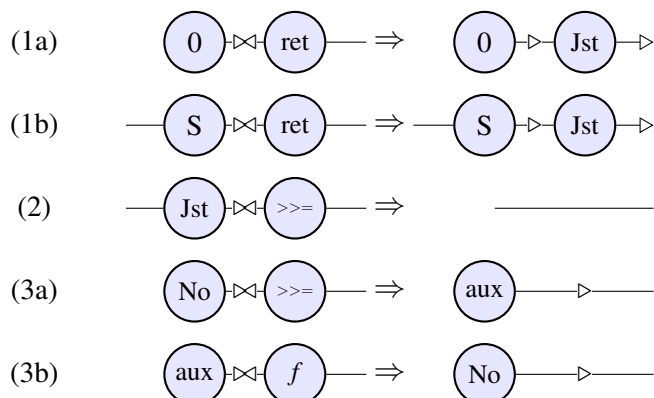 (1a) 0 ret ⇒ 0 Jst
(1b) S ret ⇒ S Jst
(2) Jst >>= ⇒
(3a) No >>= ⇒ aux
(3b) aux f ⇒ No